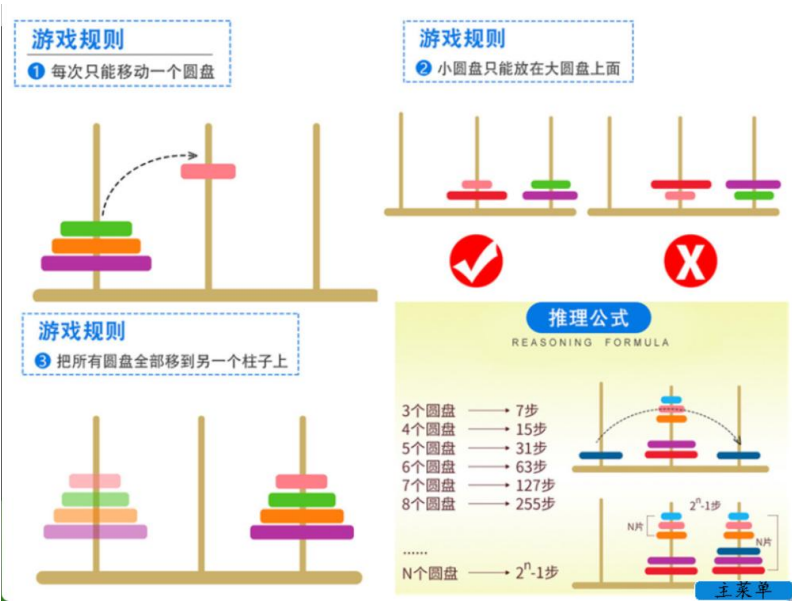 游戏规则
1 每次只能移动一个圆盘
游戏规则
2 小圆盘只能放在大圆盘上面
游戏规则
3 把所有圆盘全部移到另一个柱子上
推理公式
REASONING FORMULA
3个圆盘 → 7步
4个圆盘 → 15步
5个圆盘 → 31步
6个圆盘 → 63步
7个圆盘 → 127步
8个圆盘 → 255步
......
N个圆盘 → 2ⁿ-1步
2ⁿ-1步
N片
N片
主菜单